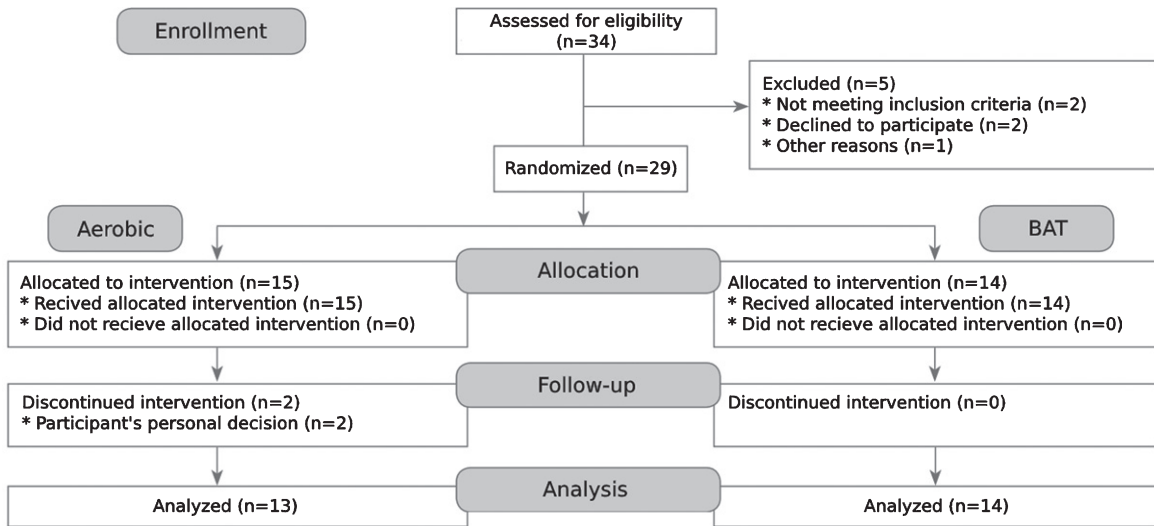 Enrollment
Assessed for eligibility
(n=34)
Excluded (n=5)
* Not meeting inclusion criteria (n=2)
* Declined to participate (n=2)
* Other reasons (n=1)
Randomized (n=29)
Aerobic
BAT
Allocation
Allocated to intervention (n=15)
* Recived allocated intervention (n=15)
* Did not recieve allocated intervention (n=0)
Allocated to intervention (n=14)
* Recived allocated intervention (n=14)
* Did not recieve allocated intervention (n=0)
Follow-up
Discontinued intervention (n=2)
* Participant's personal decision (n=2)
Discontinued intervention (n=0)
Analysis
Analyzed (n=13)
Analyzed (n=14)